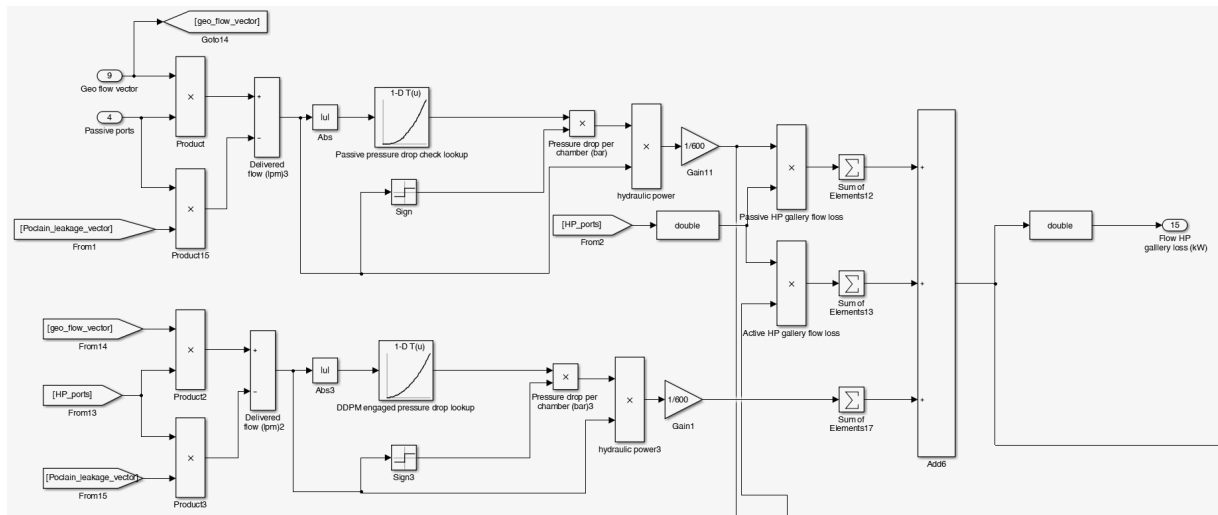 [geo_flow_vector]
Goto14
9
Geo flow vector
4
Passive ports
×
Product
+
−
Delivered
flow (lpm)3
|u|
Abs
1-D T(u)
Passive pressure drop check lookup
×
Pressure drop per
chamber (bar)
×
hydraulic power
1/600
Gain11
×
Passive HP gallery flow loss
Σ
Sum of
Elements12
[Poclain_leakage_vector]
From1
×
Product15
Sign
[HP_ports]
From2
double
×
Active HP gallery flow loss
Σ
Sum of
Elements13
+
+
+
Add6
double
15
Flow HP
gallery loss (kW)
[geo_flow_vector]
From14
[HP_ports]
From13
×
Product2
+
−
Delivered
flow (lpm)2
|u|
Abs3
1-D T(u)
DDPM engaged pressure drop lookup
×
Pressure drop per
chamber (bar)3
×
hydraulic power3
1/600
Gain1
Σ
Sum of
Elements17
[Poclain_leakage_vector]
From15
×
Product3
Sign3